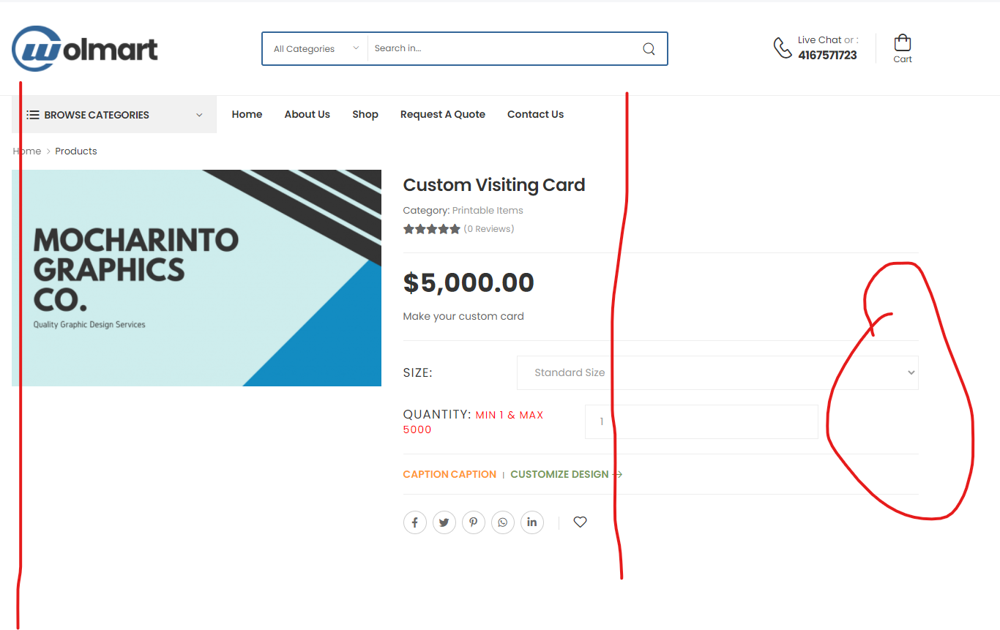 Wolmart
All Categories
Search in...
Live Chat or :
4167571723
Cart
BROWSE CATEGORIES
Home About Us Shop Request A Quote Contact Us
Home > Products
MOCHARINTO
GRAPHICS
CO.
Quality Graphic Design Services
Custom Visiting Card
Category: Printable Items
(0 Reviews)
$5,000.00
Make your custom card
SIZE: Standard Size
QUANTITY: MIN 1 & MAX
5000
1
CAPTION CAPTION | CUSTOMIZE DESIGN →